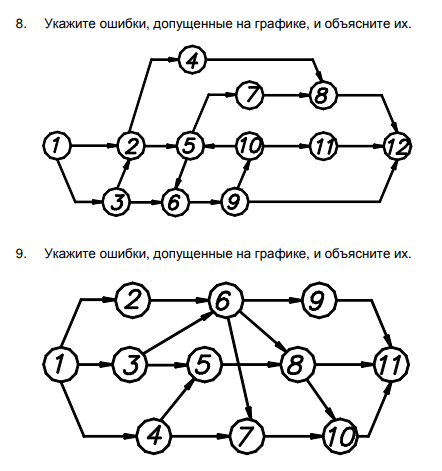 8. Укажите ошибки, допущенные на графике, и объясните их.
4
7 8
1 2 5 10 11 12
3 6 9
9. Укажите ошибки, допущенные на графике, и объясните их.
2 6 9
1 3 5 8 11
4 7 10